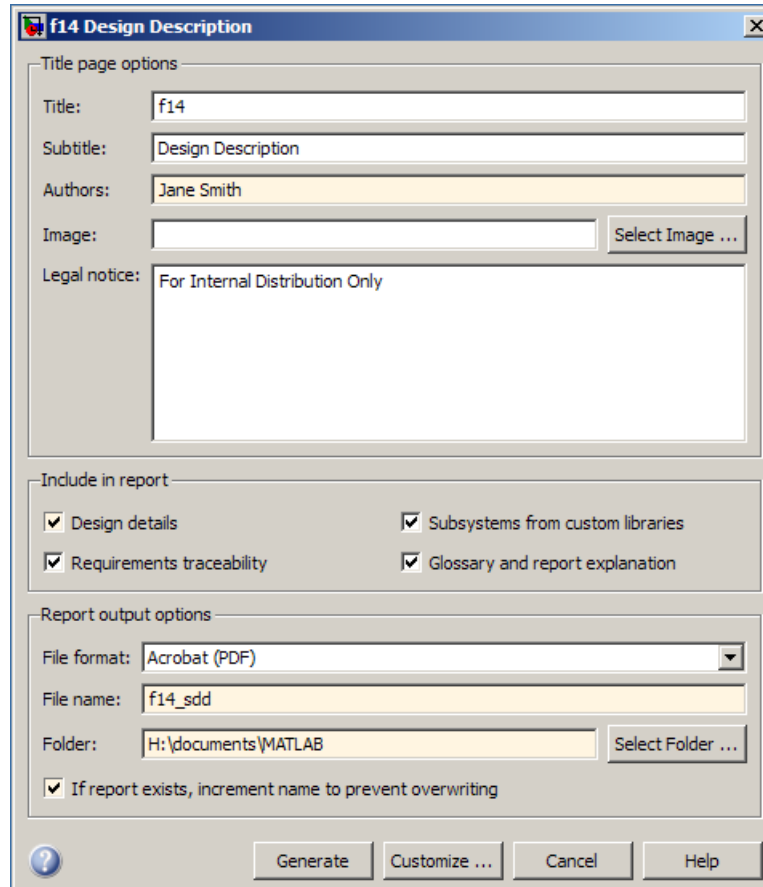 f14 Design Description
Title page options
Title: f14
Subtitle: Design Description
Authors: Jane Smith
Image: Select Image ...
Legal notice: For Internal Distribution Only
Include in report
Design details Subsystems from custom libraries
Requirements traceability Glossary and report explanation
Report output options
File format: Acrobat (PDF)
File name: f14_sdd
Folder: H:\documents\MATLAB Select Folder ...
If report exists, increment name to prevent overwriting
? Generate Customize ... Cancel Help